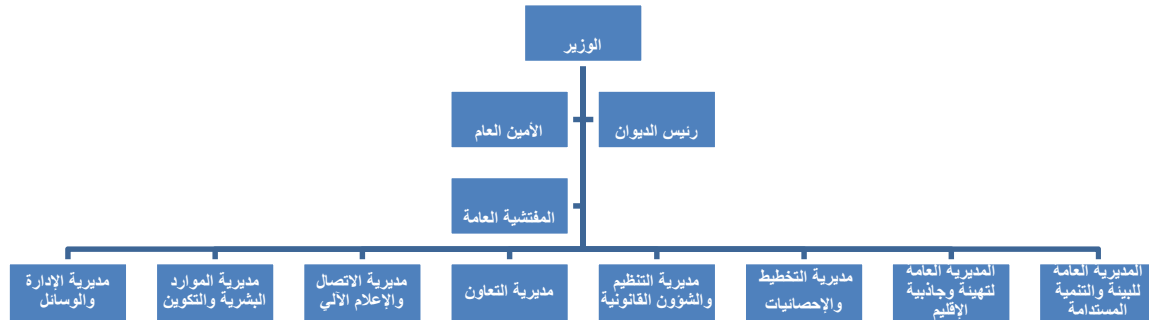 الوزير
رئيس الديوان
الأمين العام
المفتشية العامة
المديرية العامة
للبيئة والتنمية
المستدامة
المديرية العامة
لتهيئة وجاذبية
الإقليم
مديرية التخطيط
والإحصائيات
مديرية التنظيم
والشؤون القانونية
مديرية التعاون
مديرية الاتصال
والإعلام الآلي
مديرية الموارد
البشرية والتكوين
مديرية الإدارة
والوسائل